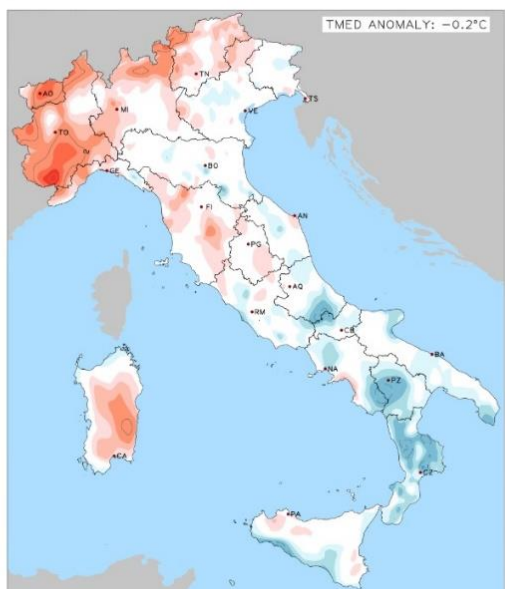 TMED ANOMALY: −0.2°C
TN
AO
TS
MI
VE
TO
BO
GE
FI
AN
PG
AQ
RM
CB
BA
NA
PZ
CA
CZ
PA